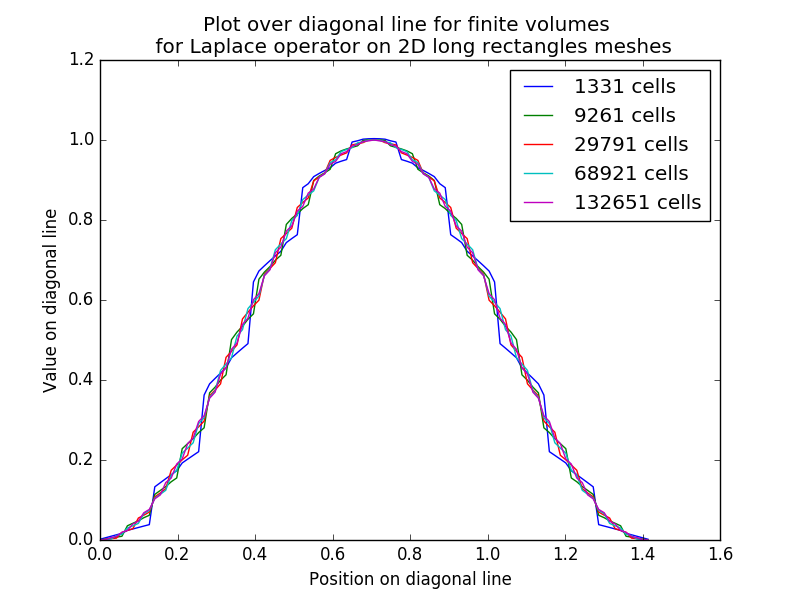 Plot over diagonal line for finite volumes
for Laplace operator on 2D long rectangles meshes
1331 cells
9261 cells
29791 cells
68921 cells
132651 cells
Value on diagonal line
1.2
1.0
0.8
0.6
0.4
0.2
0.0
0.0 0.2 0.4 0.6 0.8 1.0 1.2 1.4 1.6
Position on diagonal line